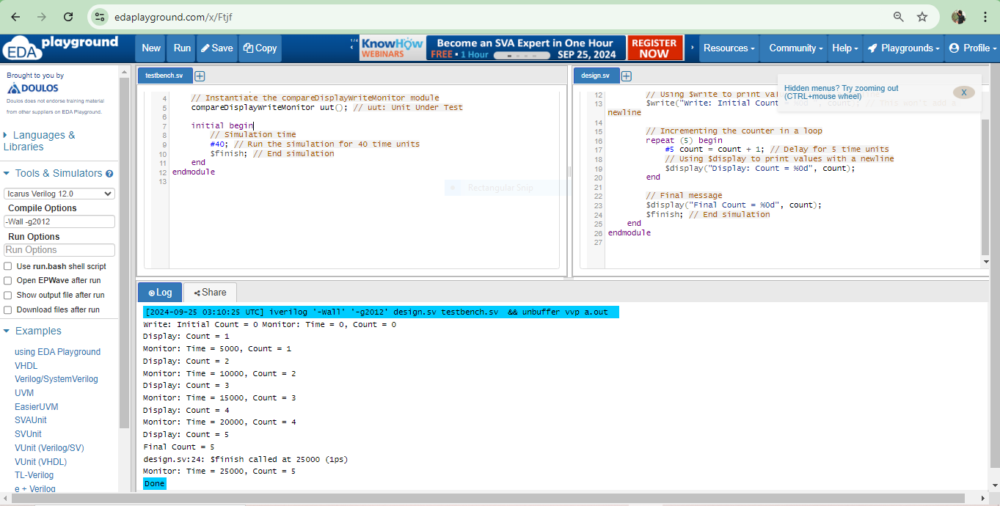 edaplayground.com/x/Ftjf
EDA playground
New
Run
Save
Copy
1/4
KnowHow
WEBINARS
Become an SVA Expert in One Hour
FREE • 1 Hour
SEP 25, 2024
REGISTER
NOW
Resources
Community
Help
Playgrounds
Profile
Brought to you by
DOULOS
Doulos does not endorse training material
from other suppliers on EDA Playground.
Languages &
Libraries
Tools & Simulators
Icarus Verilog 12.0
Compile Options
-Wall -g2012
Run Options
Run Options
Use run.bash shell script
Open EPWave after run
Show output file after run
Download files after run
Examples
using EDA Playground
VHDL
Verilog/SystemVerilog
UVM
EasierUVM
SVAUnit
SVUnit
VUnit (Verilog/SV)
VUnit (VHDL)
TL-Verilog
e + Verilog
testbench.sv
4 // Instantiate the compareDisplayWriteMonitor module
5 compareDisplayWriteMonitor uut(); // uut: Unit Under Test
6
7 initial begin
8 // Simulation time
9 #40; // Run the simulation for 40 time units
10 $finish; // End simulation
11 end
12 endmodule
13
Rectangular Snip
design.sv
Hidden menus? Try zooming out
(CTRL+mouse wheel)
X
12 // Using $write to print val
13 $write("Write: Initial Count = %0d ", count); // This won't add a
newline
14
15 // Incrementing the counter in a loop
16 repeat (5) begin
17 #5 count = count + 1; // Delay for 5 time units
18 // Using $display to print values with a newline
19 $display("Display: Count = %0d", count);
20 end
21
22 // Final message
23 $display("Final Count = %0d", count);
24 $finish; // End simulation
25 end
26 endmodule
27
Log
Share
[2024-09-25 03:10:25 UTC] iverilog '-Wall' '-g2012' design.sv testbench.sv && unbuffer vvp a.out
Write: Initial Count = 0 Monitor: Time = 0, Count = 0
Display: Count = 1
Monitor: Time = 5000, Count = 1
Display: Count = 2
Monitor: Time = 10000, Count = 2
Display: Count = 3
Monitor: Time = 15000, Count = 3
Display: Count = 4
Monitor: Time = 20000, Count = 4
Display: Count = 5
Final Count = 5
design.sv:24: $finish called at 25000 (1ps)
Monitor: Time = 25000, Count = 5
Done